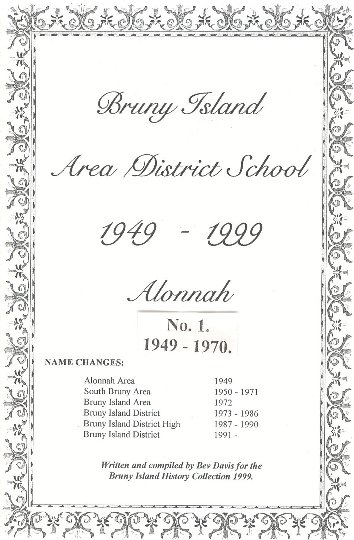 Bruny Island
Area/District School
1949 - 1999
Alonnah
No. 1.
1949 - 1970.
NAME CHANGES:
Alonnah Area 1949
South Bruny Area 1950 - 1971
Bruny Island Area 1972
Bruny Island District 1973 - 1986
Bruny Island District High 1987 - 1990
Bruny Island District 1991 -
Written and compiled by Bev Davis for the
Bruny Island History Collection 1999.